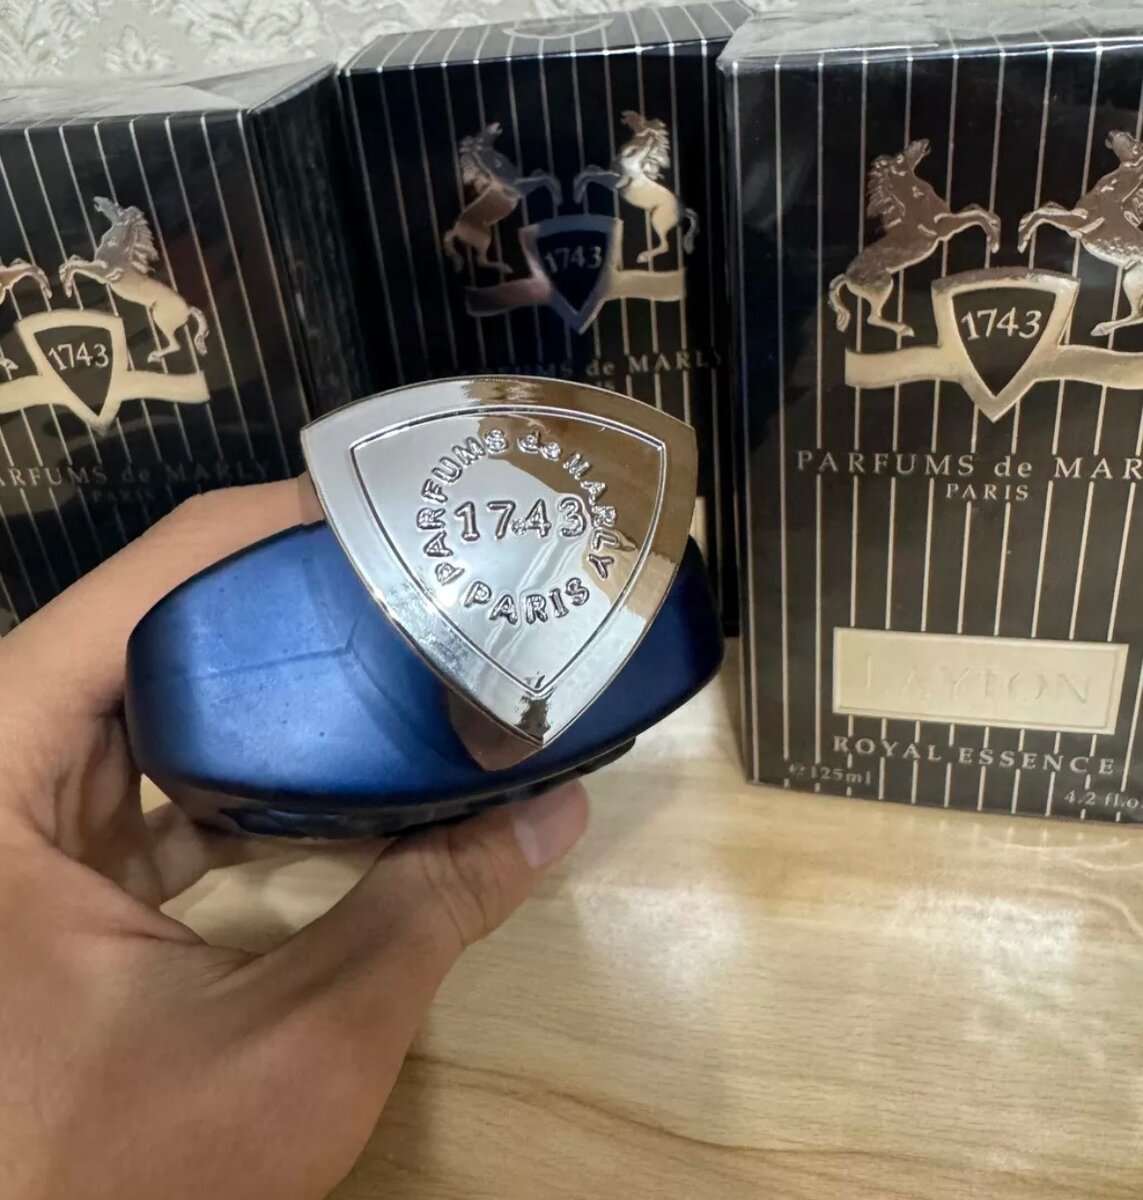 1743
PARFUMS de MARLY
PARIS
1743
PARFUMS de MARLY
1743
PARFUMS de MAR
PARIS
LAYTON
ROYAL ESSENCE
e 125ml
4.2 fl.o
PARFUMS de MARLY
1743
PARIS